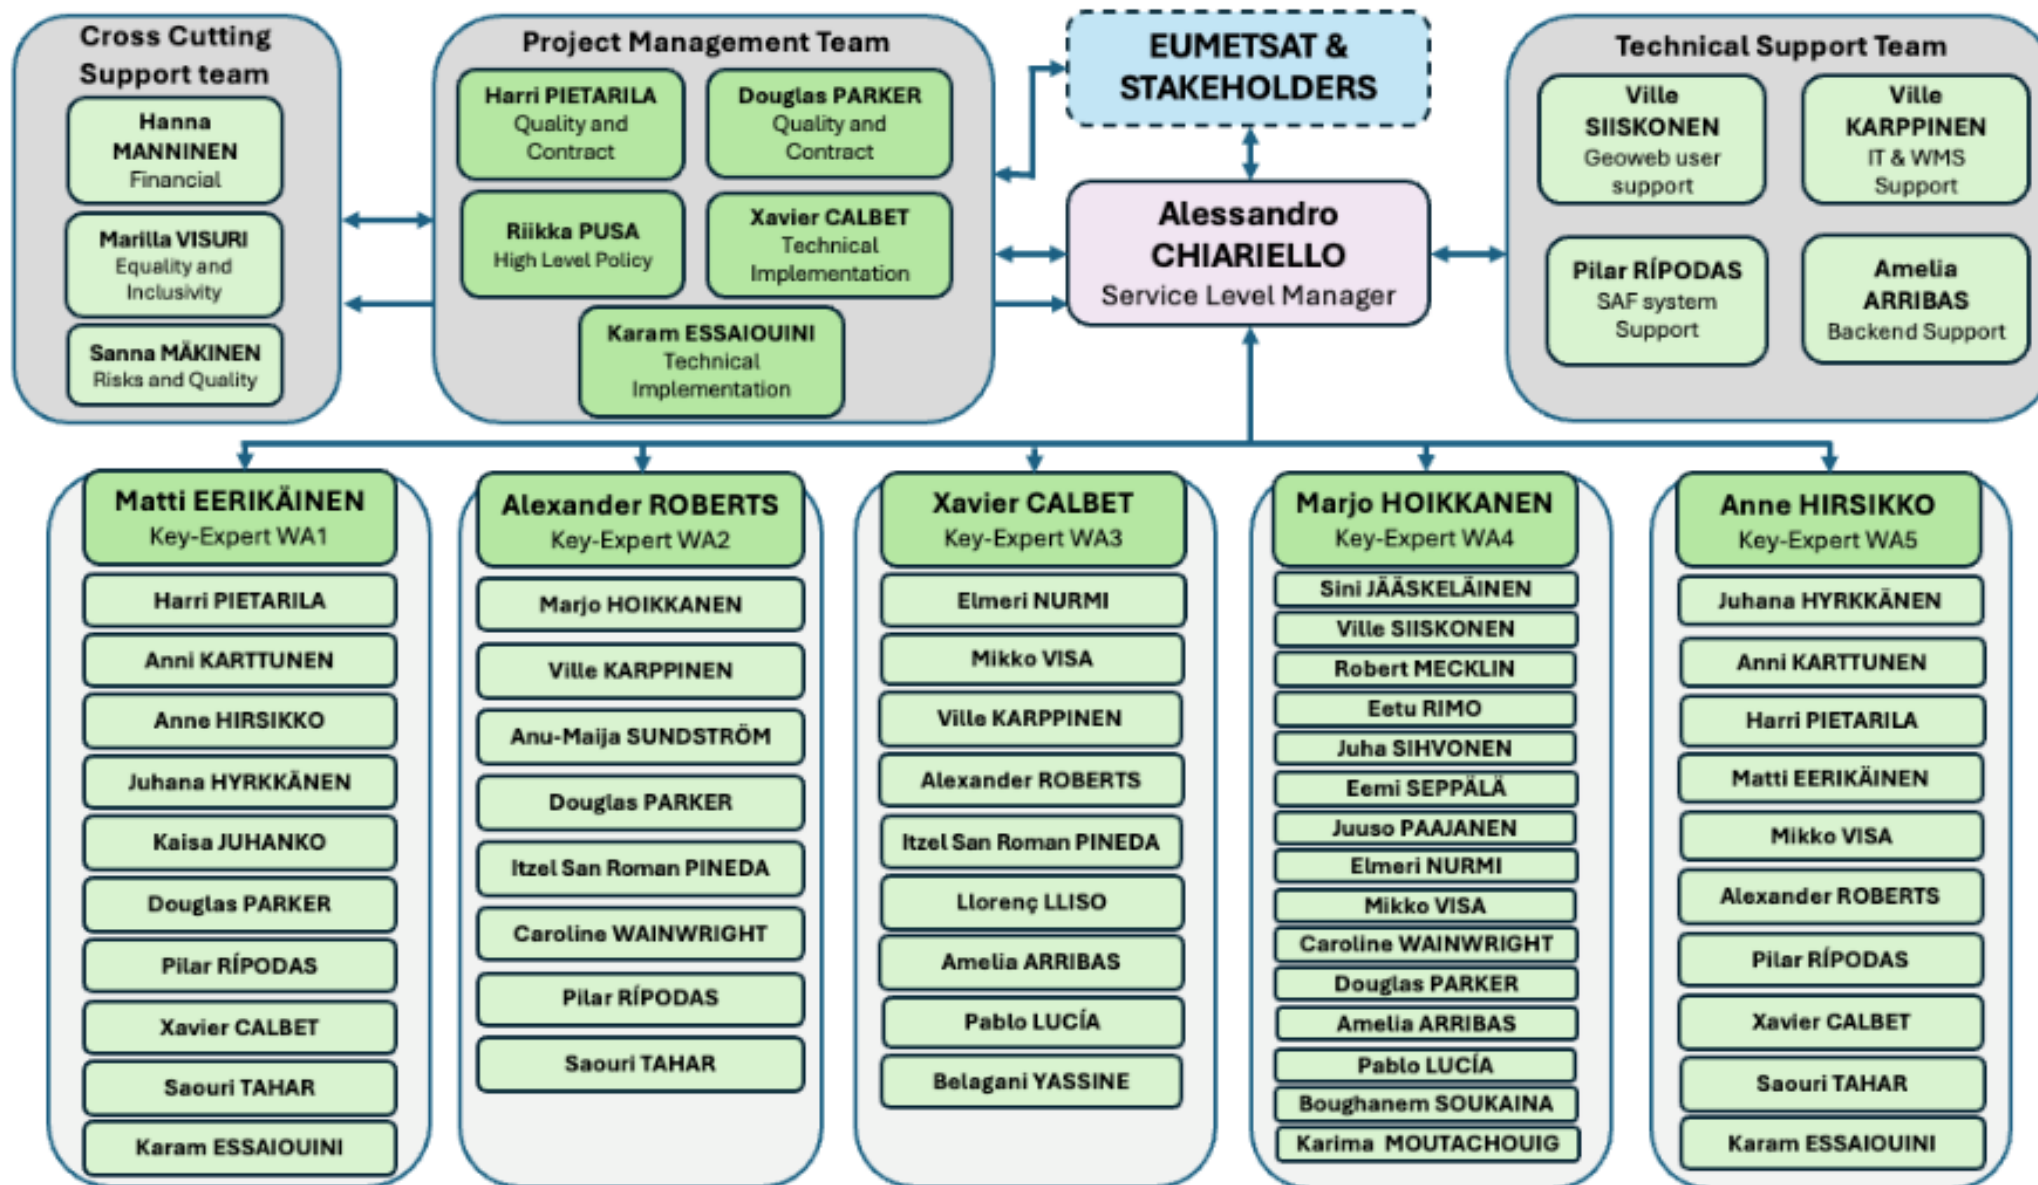 Cross Cutting
Support team
Hanna
MANNINEN
Financial
Marilla VISURI
Equality and
Inclusivity
Sanna MÄKINEN
Risks and Quality
Project Management Team
Harri PIETARILA
Quality and
Contract
Douglas PARKER
Quality and
Contract
Riikka PUSA
High Level Policy
Xavier CALBET
Technical
Implementation
Karam ESSAIOUINI
Technical
Implementation
EUMETSAT &
STAKEHOLDERS
Alessandro
CHIARIELLO
Service Level Manager
Technical Support Team
Ville
SIISKONEN
Geoweb user
support
Ville
KARPPINEN
IT & WMS
Support
Pilar RÍPODAS
SAF system
Support
Amelia
ARRIBAS
Backend Support
Matti EERIKÄINEN
Key-Expert WA1
Harri PIETARILA
Anni KARTTUNEN
Anne HIRSIKKO
Juhana HYRKKÄNEN
Kaisa JUHANKO
Douglas PARKER
Pilar RÍPODAS
Xavier CALBET
Saouri TAHAR
Karam ESSAIOUINI
Alexander ROBERTS
Key-Expert WA2
Marjo HOIKKANEN
Ville KARPPINEN
Anu-Maija SUNDSTRÖM
Douglas PARKER
Itzel San Roman PINEDA
Caroline WAINWRIGHT
Pilar RÍPODAS
Saouri TAHAR
Xavier CALBET
Key-Expert WA3
Elmeri NURMI
Mikko VISA
Ville KARPPINEN
Alexander ROBERTS
Itzel San Roman PINEDA
Llorenç LLISO
Amelia ARRIBAS
Pablo LUCÍA
Belagani YASSINE
Marjo HOIKKANEN
Key-Expert WA4
Sini JÄÄSKELÄINEN
Ville SIISKONEN
Robert MECKLIN
Eetu RIMO
Juha SIHVONEN
Eemi SEPPÄLÄ
Juuso PAAJANEN
Elmeri NURMI
Mikko VISA
Caroline WAINWRIGHT
Douglas PARKER
Amelia ARRIBAS
Pablo LUCÍA
Boughanem SOUKAINA
Karima MOUTACHOUIG
Anne HIRSIKKO
Key-Expert WA5
Juhana HYRKKÄNEN
Anni KARTTUNEN
Harri PIETARILA
Matti EERIKÄINEN
Mikko VISA
Alexander ROBERTS
Pilar RÍPODAS
Xavier CALBET
Saouri TAHAR
Karam ESSAIOUINI